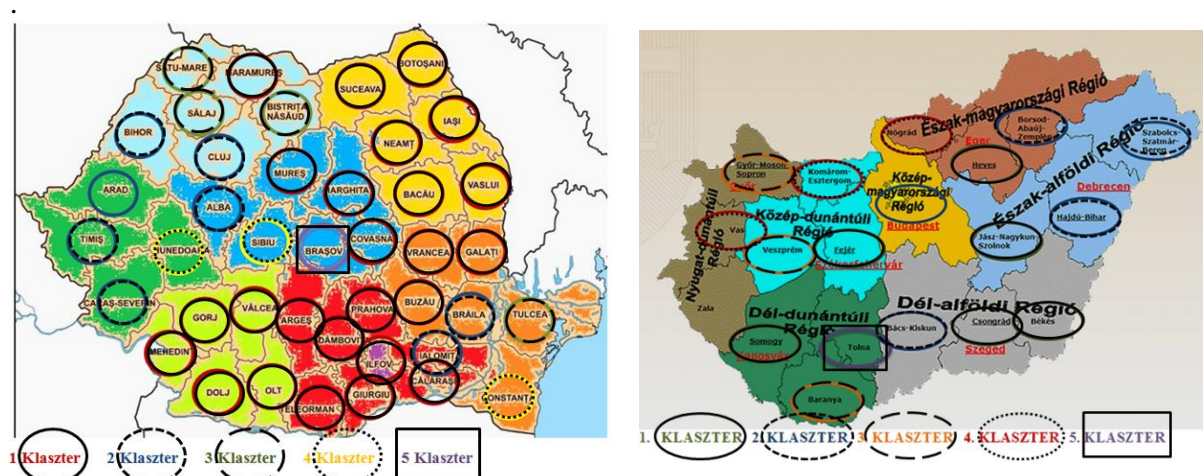 .
SATU-MARE
MARAMUREȘ
BOTOȘANI
SUCEAVA
SĂLAJ
BISTRIȚA
NĂSĂUD
IAȘI
BIHOR
NEAMȚ
CLUJ
MUREȘ
HARGHITA
BACĂU
VASLUI
ARAD
ALBA
TIMIȘ
HUNEDOAR
SIBIU
BRAȘOV
COVASNA
VRANCEA
GALAȚI
CARAȘ-SEVERIN
GORJ
VÂLCEA
ARGEȘ
PRAHOVA
BUZĂU
BRĂILA
TULCEA
DÂMBOVIȚ
MEHEDINȚ
ILFOV
IALOMIȚ
DOLJ
OLT
CĂLĂRAȘI
TELEORMAN
GIURGIU
CONSTANȚ
1 Klaszter
2 Klaszter
3 Klaszter
4 Klaszter
5 Klaszter
Észak-magyarországi Régió
Nógrád
Borsod-
Abaúj-
Zemplén
Szabolcs-
Szatmár-
Bereg
Eger
Heves
Győr-Moson
Sopron
Győr
Komárom-
Esztergom
Közép-
magyarországi
Régió
Észak-alföldi Régió
Debrecen
Nyugat-dunántúli
Régió
Vas
Közép-dunántúli
Régió
Budapest
Hajdú-Bihar
Veszprém
Fejér
Székesfehérvár
Jász-Nagykun
Szolnok
Zala
Dél-dunántúli
Régió
Dél-alföldi Régió
Somogy
Kaposvár
Tolna
Bács-Kiskun
Csongrád
Békés
Szeged
Baranya
1. KLASZTER
2. KLASZTER
3. KLASZTER
4. KLASZTER
5. KLASZTER